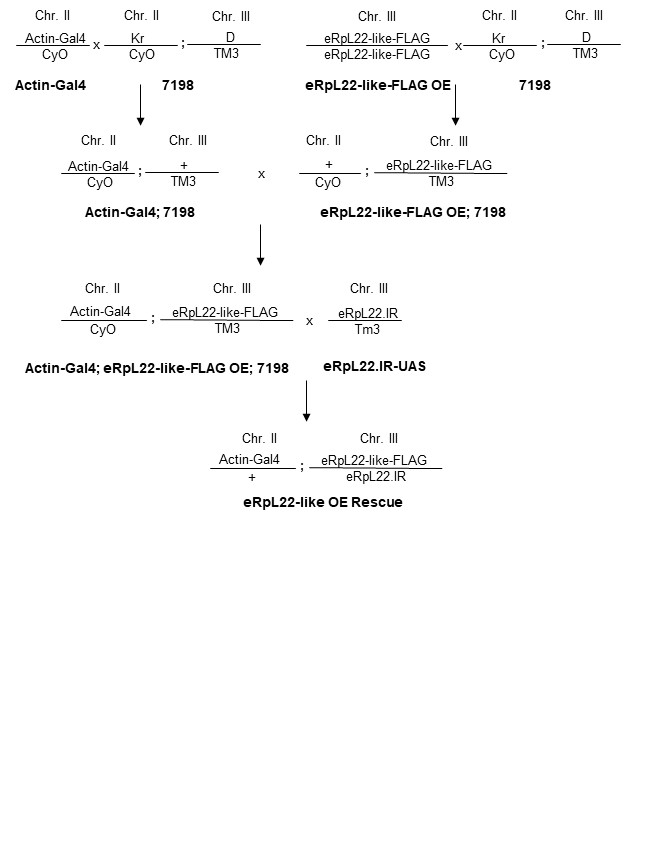 Chr. II Chr. II Chr. III Chr. III Chr. II Chr. III
Actin-Gal4 x Kr ; D eRpL22-like-FLAG x Kr ; D
CyO CyO TM3 eRpL22-like-FLAG CyO TM3
Actin-Gal4 7198 eRpL22-like-FLAG OE 7198
Chr. II Chr. III Chr. II Chr. III
Actin-Gal4 ; + x + ; eRpL22-like-FLAG
CyO TM3 CyO TM3
Actin-Gal4; 7198 eRpL22-like-FLAG OE; 7198
Chr. II Chr. III Chr. III
Actin-Gal4 ; eRpL22-like-FLAG x eRpL22.IR
CyO TM3 Tm3
Actin-Gal4; eRpL22-like-FLAG OE; 7198 eRpL22.IR-UAS
Chr. II Chr. III
Actin-Gal4 ; eRpL22-like-FLAG
+ eRpL22.IR
eRpL22-like OE Rescue